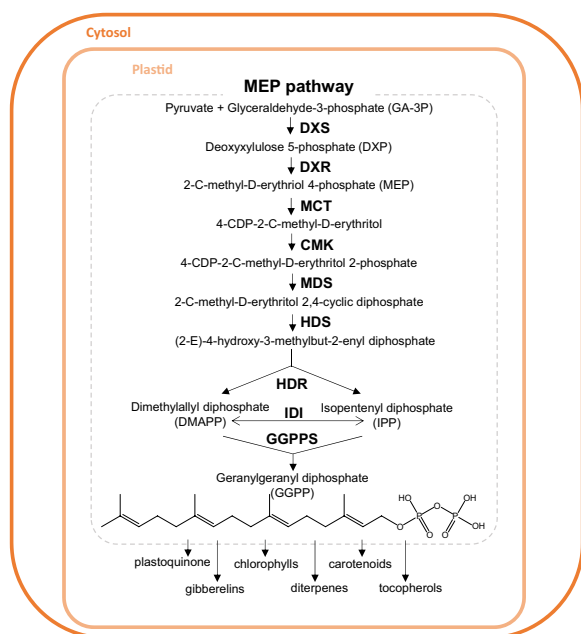 Cytosol
Plastid
MEP pathway
Pyruvate + Glyceraldehyde-3-phosphate (GA-3P)
DXS
Deoxyxylulose 5-phosphate (DXP)
DXR
2-C-methyl-D-erythriol 4-phosphate (MEP)
MCT
4-CDP-2-C-methyl-D-erythritol
CMK
4-CDP-2-C-methyl-D-erythritol 2-phosphate
MDS
2-C-methyl-D-erythritol 2,4-cyclic diphosphate
HDS
(2-E)-4-hydroxy-3-methylbut-2-enyl diphosphate
HDR
Dimethylallyl diphosphate
(DMAPP)
IDI
Isopentenyl diphosphate
(IPP)
GGPPS
Geranylgeranyl diphosphate
(GGPP)
HO O OH
O P P OH
HO O O
plastoquinone
chlorophylls
carotenoids
gibberelins
diterpenes
tocopherols